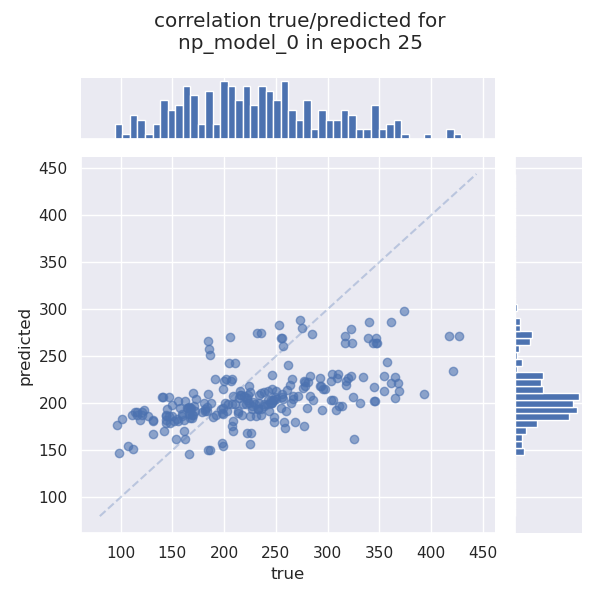 correlation true/predicted for
np_model_0 in epoch 25
450
400
350
300
250
200
150
100
predicted
100 150 200 250 300 350 400 450
true